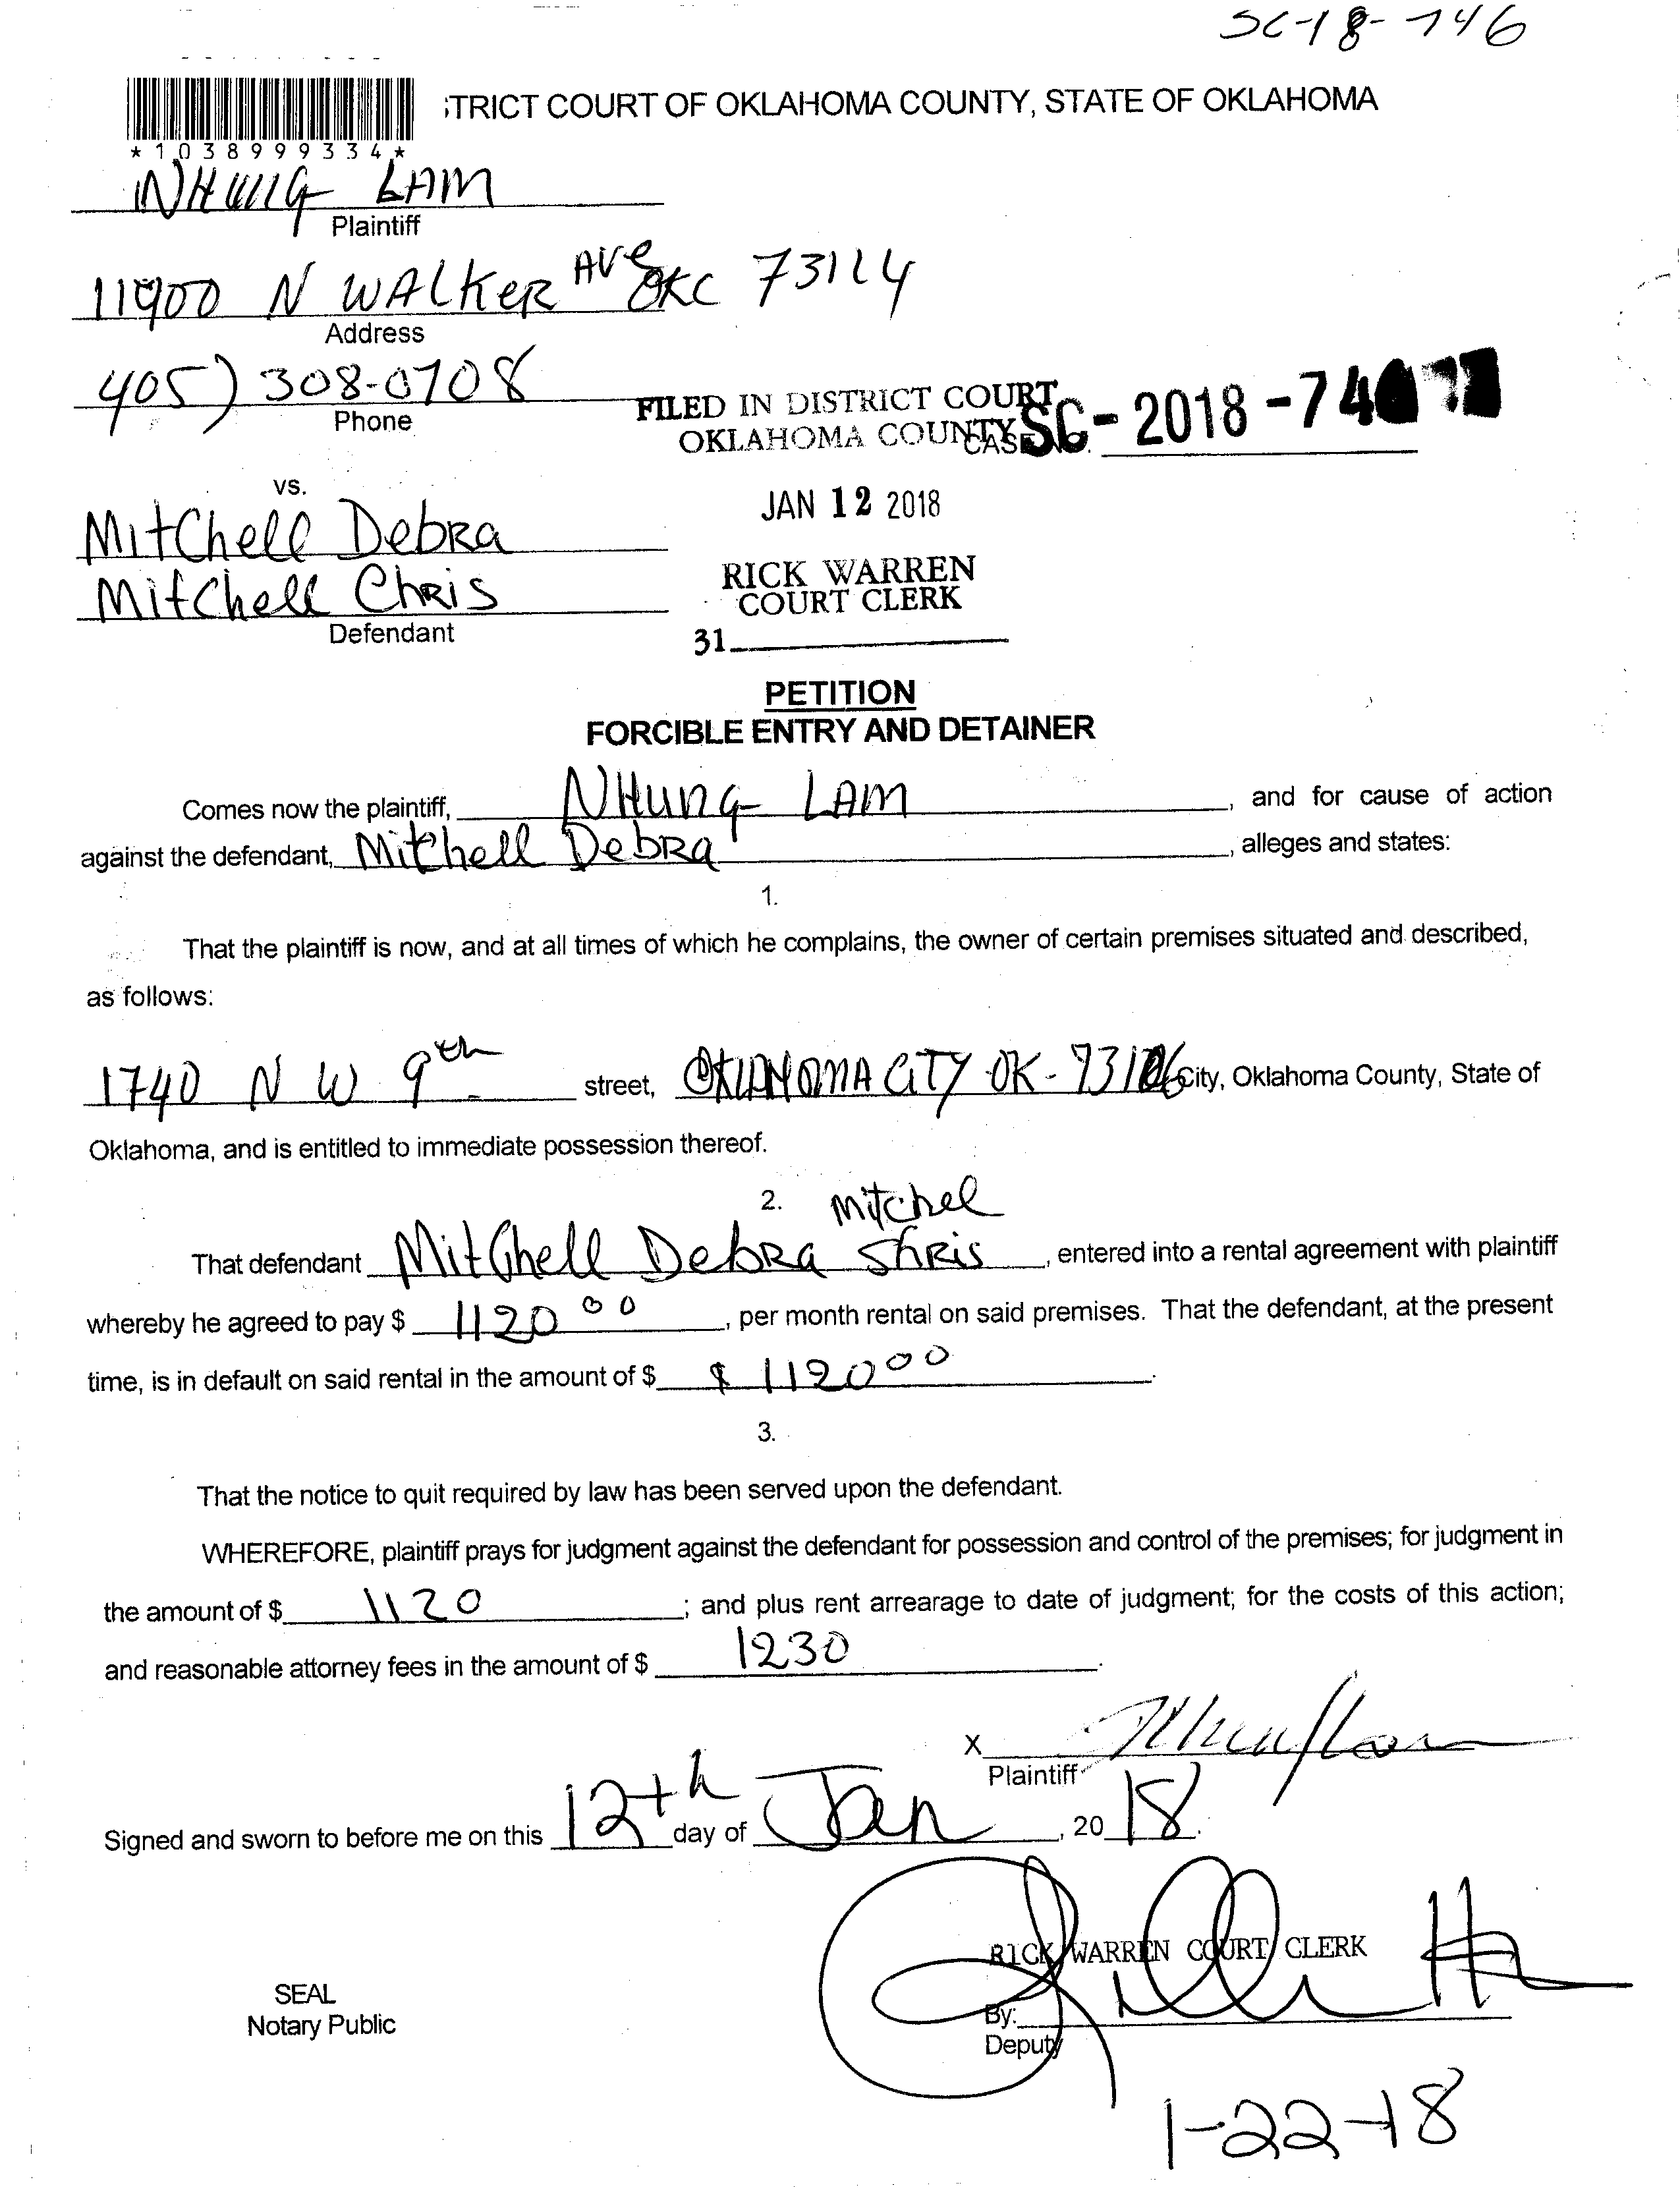 SC-18-746
TRICT COURT OF OKLAHOMA COUNTY, STATE OF OKLAHOMA
*1038999334*
NHUNG LAM
Plaintiff
11900 N WALKER AVE OKC 73114
Address
405) 308-0708
Phone
FILED IN DISTRICT COURT
OKLAHOMA COUNTY
CASE NO. SC-2018-746
vs.
JAN 12 2018
Mitchell Debra
Mitchell Chris
Defendant
RICK WARREN
COURT CLERK
31
PETITION
FORCIBLE ENTRY AND DETAINER
Comes now the plaintiff, NHung LAM, and for cause of action
against the defendant, Mithell Debra, alleges and states:
1.
That the plaintiff is now, and at all times of which he complains, the owner of certain premises situated and described,
as follows:
1740 N W 9th street, OKLAHOMA CITY OK-73106 City, Oklahoma County, State of
Oklahoma, and is entitled to immediate possession thereof.
2.
Mitchel
That defendant Mitchell Debra ShRis, entered into a rental agreement with plaintiff
whereby he agreed to pay $ 1120 00, per month rental on said premises. That the defendant, at the present
time, is in default on said rental in the amount of $ $ 1120 00.
3.
That the notice to quit required by law has been served upon the defendant.
WHEREFORE, plaintiff prays for judgment against the defendant for possession and control of the premises; for judgment in
the amount of $ 1120; and plus rent arrearage to date of judgment; for the costs of this action;
and reasonable attorney fees in the amount of $ 1230.
X
Plaintiff
Signed and sworn to before me on this 12th day of Jan, 20 18.
RICK WARREN COURT CLERK
SEAL
Notary Public
By:
Deputy
1-22-18